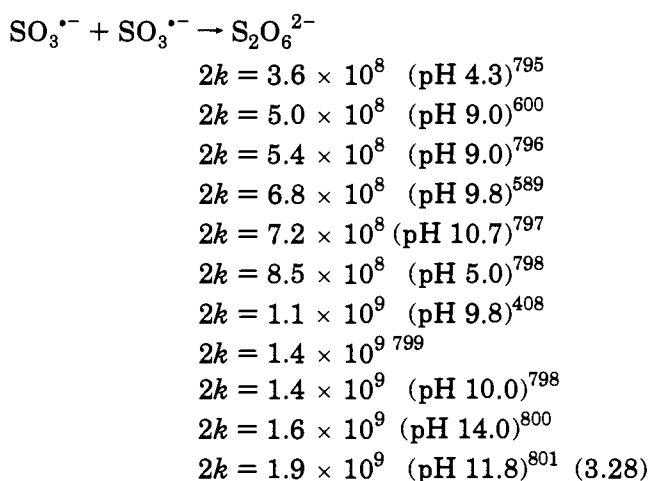 SO₃•⁻ + SO₃•⁻ → S₂O₆²⁻
2k = 3.6 × 10⁸ (pH 4.3)⁷⁹⁵
2k = 5.0 × 10⁸ (pH 9.0)⁶⁰⁰
2k = 5.4 × 10⁸ (pH 9.0)⁷⁹⁶
2k = 6.8 × 10⁸ (pH 9.8)⁵⁸⁹
2k = 7.2 × 10⁸ (pH 10.7)⁷⁹⁷
2k = 8.5 × 10⁸ (pH 5.0)⁷⁹⁸
2k = 1.1 × 10⁹ (pH 9.8)⁴⁰⁸
2k = 1.4 × 10⁹ ⁷⁹⁹
2k = 1.4 × 10⁹ (pH 10.0)⁷⁹⁸
2k = 1.6 × 10⁹ (pH 14.0)⁸⁰⁰
2k = 1.9 × 10⁹ (pH 11.8)⁸⁰¹ (3.28)